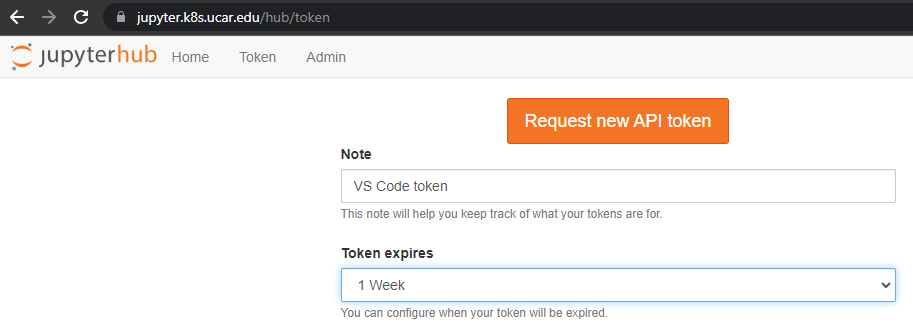 jupyter.k8s.ucar.edu/hub/token
jupyterhub Home Token Admin
Request new API token
Note
VS Code token
This note will help you keep track of what your tokens are for.
Token expires
1 Week
You can configure when your token will be expired.